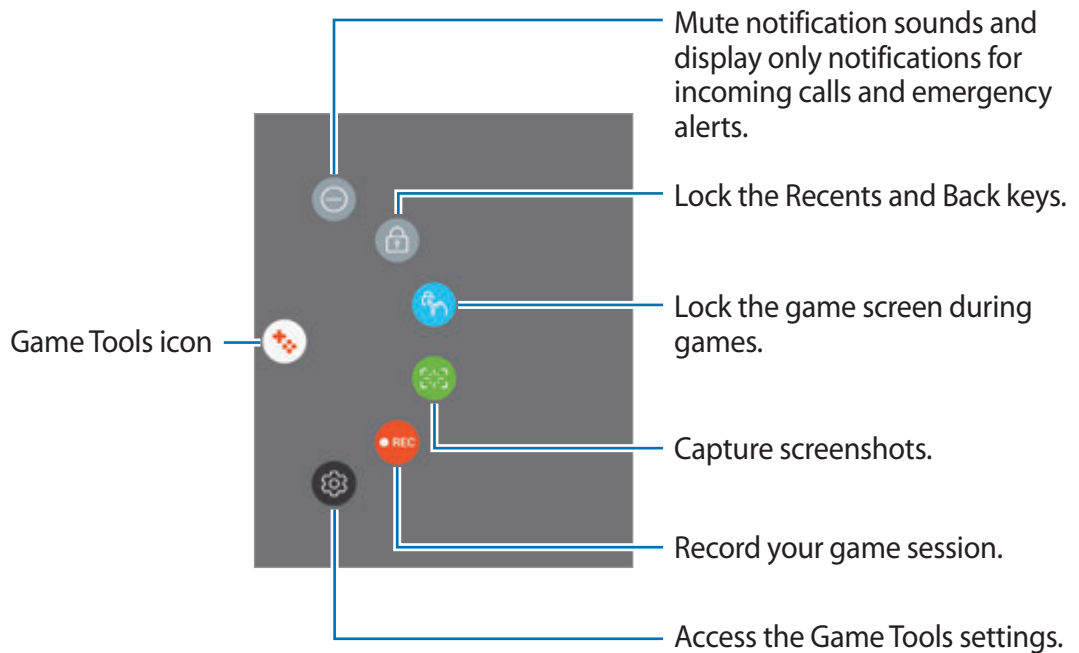 Mute notification sounds and
display only notifications for
incoming calls and emergency
alerts.
Lock the Recents and Back keys.
Lock the game screen during
games.
Game Tools icon
Capture screenshots.
REC
Record your game session.
Access the Game Tools settings.